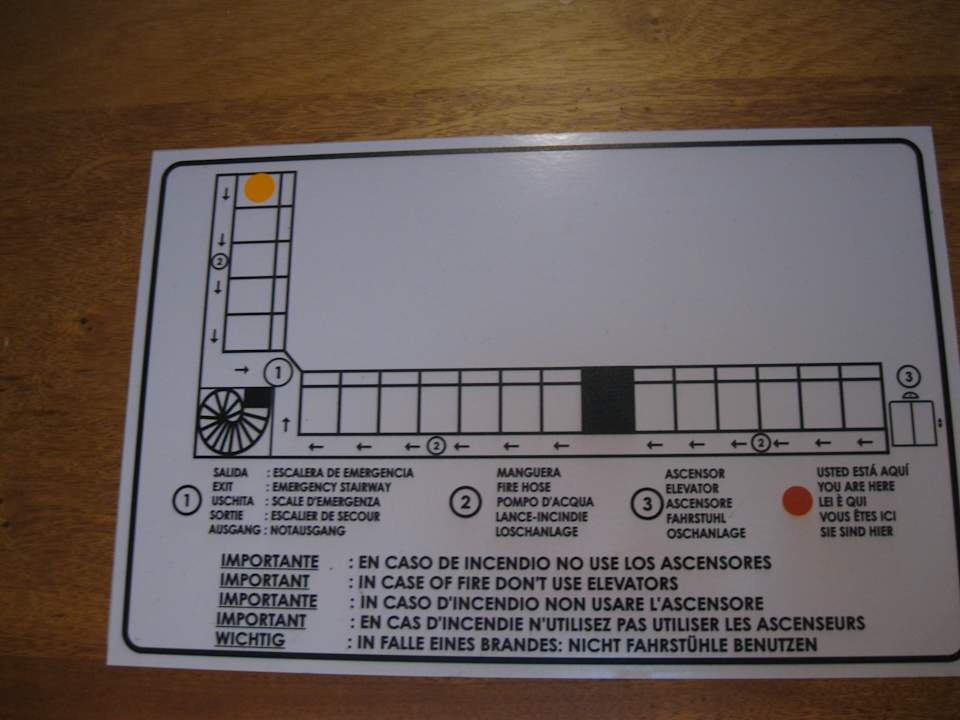 2
1
3
2
2
1
SALIDA : ESCALERA DE EMERGENCIA
EXIT : EMERGENCY STAIRWAY
USCHITA : SCALE D'EMERGENZA
SORTIE : ESCALIER DE SECOUR
AUSGANG : NOTAUSGANG
2
MANGUERA
FIRE HOSE
POMPO D'ACQUA
LANCE-INCINDIE
LOSCHANLAGE
3
ASCENSOR
ELEVATOR
ASCENSORE
FAHRSTUHL
OSCHANLAGE
USTED ESTÁ AQUÍ
YOU ARE HERE
LEI È QUI
VOUS ÊTES ICI
SIE SIND HIER
IMPORTANTE : EN CASO DE INCENDIO NO USE LOS ASCENSORES
IMPORTANT : IN CASE OF FIRE DON'T USE ELEVATORS
IMPORTANTE : IN CASO D'INCENDIO NON USARE L'ASCENSORE
IMPORTANT : EN CAS D'INCENDIE N'UTILISEZ PAS UTILISER LES ASCENSEURS
WICHTIG : IN FALLE EINES BRANDES: NICHT FAHRSTÜHLE BENUTZEN